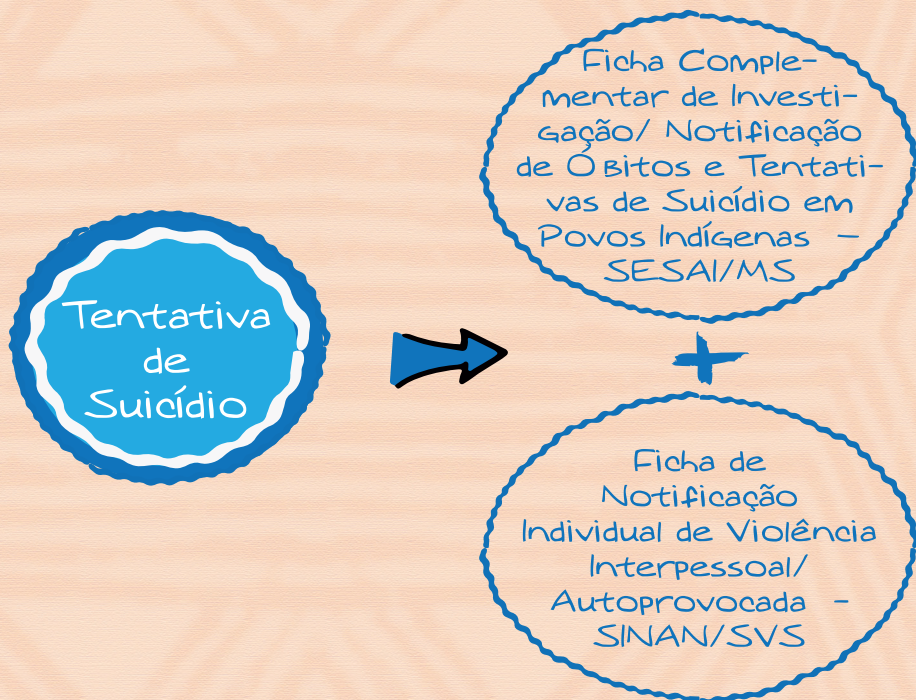 Tentativa
de
Suicídio
Ficha Comple-
mentar de Investi-
gação/ Notificação
de Óbitos e Tentati-
vas de Suicídio em
Povos Indígenas –
SESAI/MS
+
Ficha de
Notificação
Individual de Violência
Interpessoal/
Autoprovocada –
SINAN/SVS